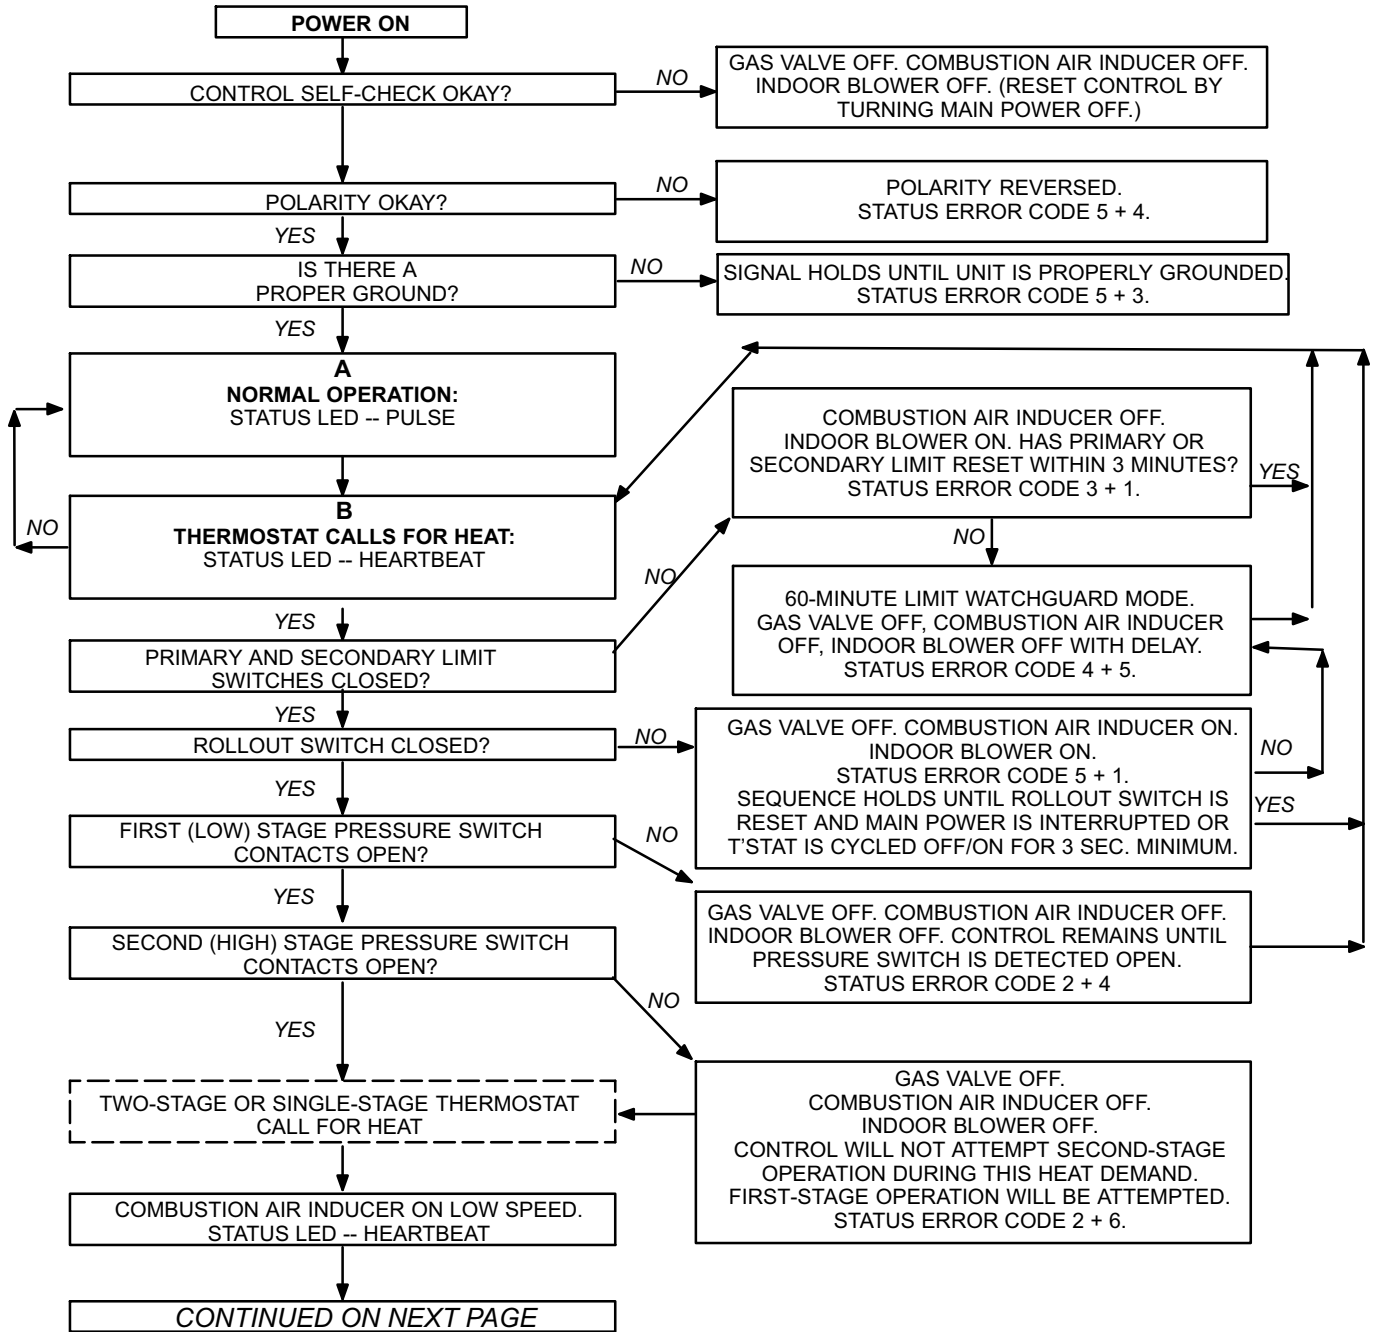 POWER ON
CONTROL SELF-CHECK OKAY?
NO
GAS VALVE OFF. COMBUSTION AIR INDUCER OFF.
INDOOR BLOWER OFF. (RESET CONTROL BY
TURNING MAIN POWER OFF.)
POLARITY OKAY?
NO
POLARITY REVERSED.
STATUS ERROR CODE 5 + 4.
YES
IS THERE A
PROPER GROUND?
NO
SIGNAL HOLDS UNTIL UNIT IS PROPERLY GROUNDED.
STATUS ERROR CODE 5 + 3.
YES
A
NORMAL OPERATION:
STATUS LED -- PULSE
COMBUSTION AIR INDUCER OFF.
INDOOR BLOWER ON. HAS PRIMARY OR
SECONDARY LIMIT RESET WITHIN 3 MINUTES?
STATUS ERROR CODE 3 + 1.
YES
NO
B
THERMOSTAT CALLS FOR HEAT:
STATUS LED -- HEARTBEAT
NO
NO
60-MINUTE LIMIT WATCHGUARD MODE.
GAS VALVE OFF, COMBUSTION AIR INDUCER
OFF, INDOOR BLOWER OFF WITH DELAY.
STATUS ERROR CODE 4 + 5.
YES
PRIMARY AND SECONDARY LIMIT
SWITCHES CLOSED?
YES
ROLLOUT SWITCH CLOSED?
NO
GAS VALVE OFF. COMBUSTION AIR INDUCER ON.
INDOOR BLOWER ON.
STATUS ERROR CODE 5 + 1.
SEQUENCE HOLDS UNTIL ROLLOUT SWITCH IS
RESET AND MAIN POWER IS INTERRUPTED OR
T'STAT IS CYCLED OFF/ON FOR 3 SEC. MINIMUM.
NO
YES
YES
FIRST (LOW) STAGE PRESSURE SWITCH
CONTACTS OPEN?
NO
GAS VALVE OFF. COMBUSTION AIR INDUCER OFF.
INDOOR BLOWER OFF. CONTROL REMAINS UNTIL
PRESSURE SWITCH IS DETECTED OPEN.
STATUS ERROR CODE 2 + 4
YES
SECOND (HIGH) STAGE PRESSURE SWITCH
CONTACTS OPEN?
NO
YES
GAS VALVE OFF.
COMBUSTION AIR INDUCER OFF.
INDOOR BLOWER OFF.
CONTROL WILL NOT ATTEMPT SECOND-STAGE
OPERATION DURING THIS HEAT DEMAND.
FIRST-STAGE OPERATION WILL BE ATTEMPTED.
STATUS ERROR CODE 2 + 6.
TWO-STAGE OR SINGLE-STAGE THERMOSTAT
CALL FOR HEAT
COMBUSTION AIR INDUCER ON LOW SPEED.
STATUS LED -- HEARTBEAT
CONTINUED ON NEXT PAGE